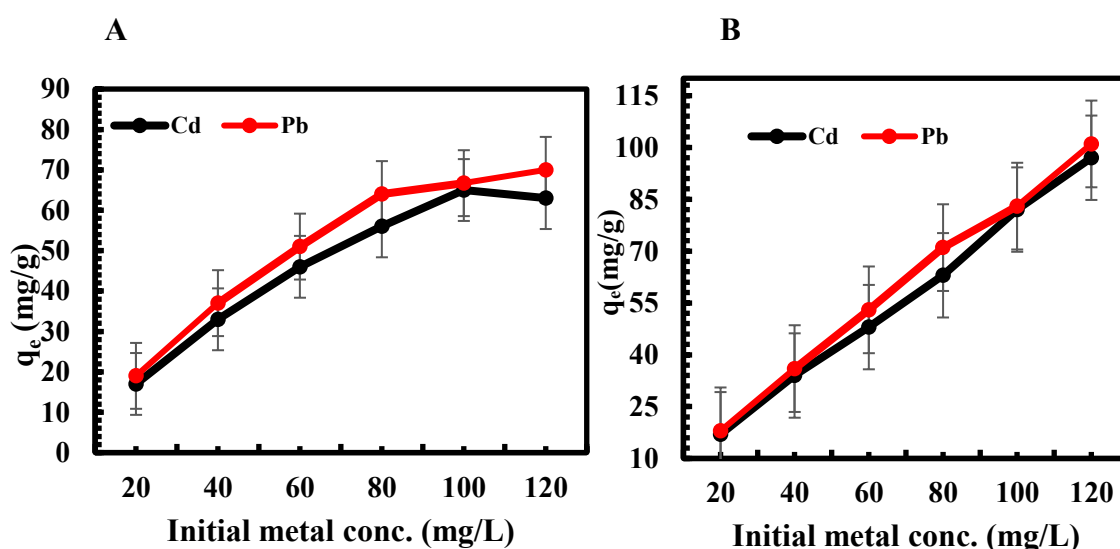 A
90
80
70
60
50
40
30
20
10
0
qe (mg/g)
Cd
Pb
20 40 60 80 100 120
Initial metal conc. (mg/L)
B
115
100
85
70
55
40
25
10
qe(mg/g)
Cd
Pb
20 40 60 80 100 120
Initial metal conc. (mg/L)